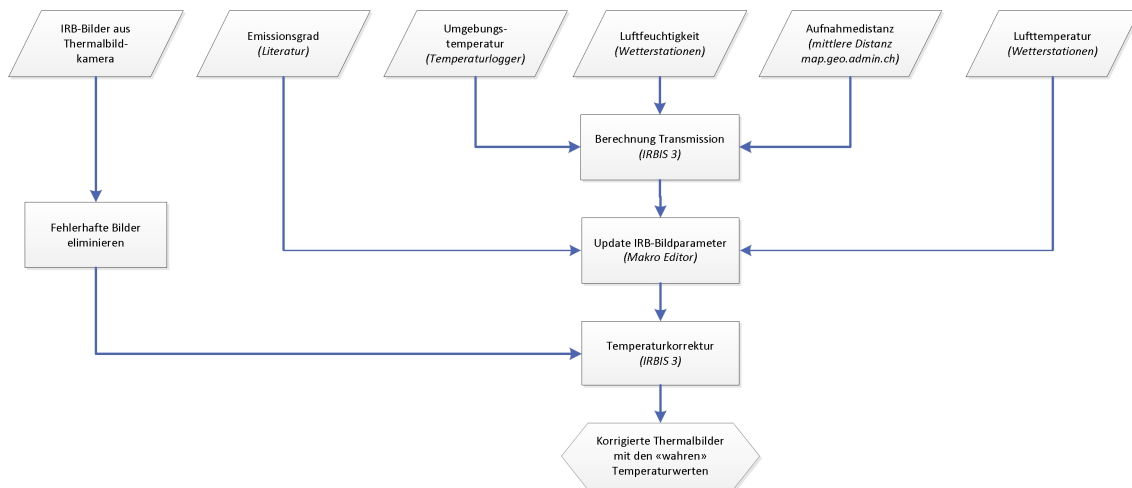 IRB-Bilder aus
Thermalbild-
kamera
Emissionsgrad
(Literatur)
Umgebungs-
temperatur
(Temperaturlogger)
Luftfeuchtigkeit
(Wetterstationen)
Aufnahmedistanz
(mittlere Distanz
map.geo.admin.ch)
Lufttemperatur
(Wetterstationen)
Berechnung Transmission
(IRBIS 3)
Fehlerhafte Bilder
eliminieren
Update IRB-Bildparameter
(Makro Editor)
Temperaturkorrektur
(IRBIS 3)
Korrigierte Thermalbilder
mit den «wahren»
Temperaturwerten